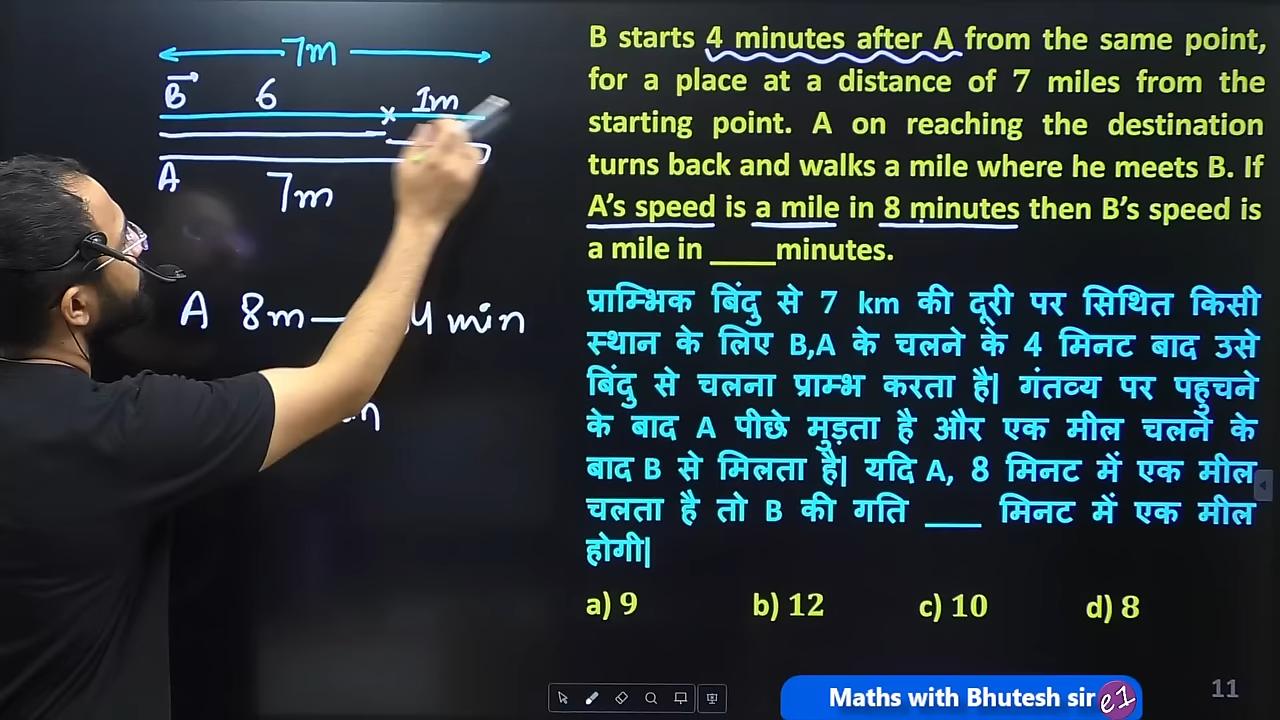 7m
B 6 1m
A 7m
A 8m — 4 min
B starts 4 minutes after A from the same point,
for a place at a distance of 7 miles from the
starting point. A on reaching the destination
turns back and walks a mile where he meets B. If
A's speed is a mile in 8 minutes then B's speed is
a mile in ____minutes.
प्राम्भिक बिंदु से 7 km की दूरी पर सिथित किसी
स्थान के लिए B,A के चलने के 4 मिनट बाद उसे
बिंदु से चलना प्राम्भ करता है| गंतव्य पर पहुचने
के बाद A पीछे मुड़ता है और एक मील चलने के
बाद B से मिलता है| यदि A, 8 मिनट में एक मील
चलता है तो B की गति ___ मिनट में एक मील
होगी|
a) 9 b) 12 c) 10 d) 8
Maths with Bhutesh sir e1
11